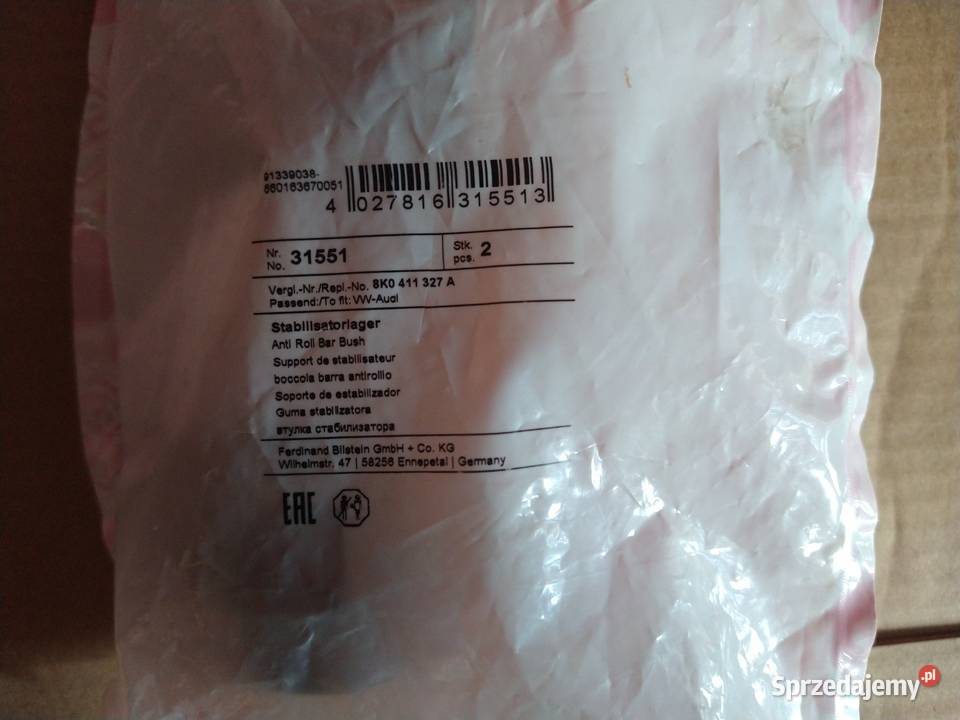 91339038-
660163670051
4 027816 315513
Nr.
No. 31551
Stk.
pcs. 2
Vergl.-Nr./Repl.-No. 8K0 411 327 A
Passend:/To fit: VW-Audi
Stabilisatorlager
Anti Roll Bar Bush
Support de stabilisateur
boccola barra antirollio
Soporte de estabilizador
Guma stabilizatora
втулка стабилизатора
Ferdinand Bilstein GmbH + Co. KG
Wilhelmstr. 47 | 58256 Ennepetal | Germany
EAC
Sprzedajemy.pl